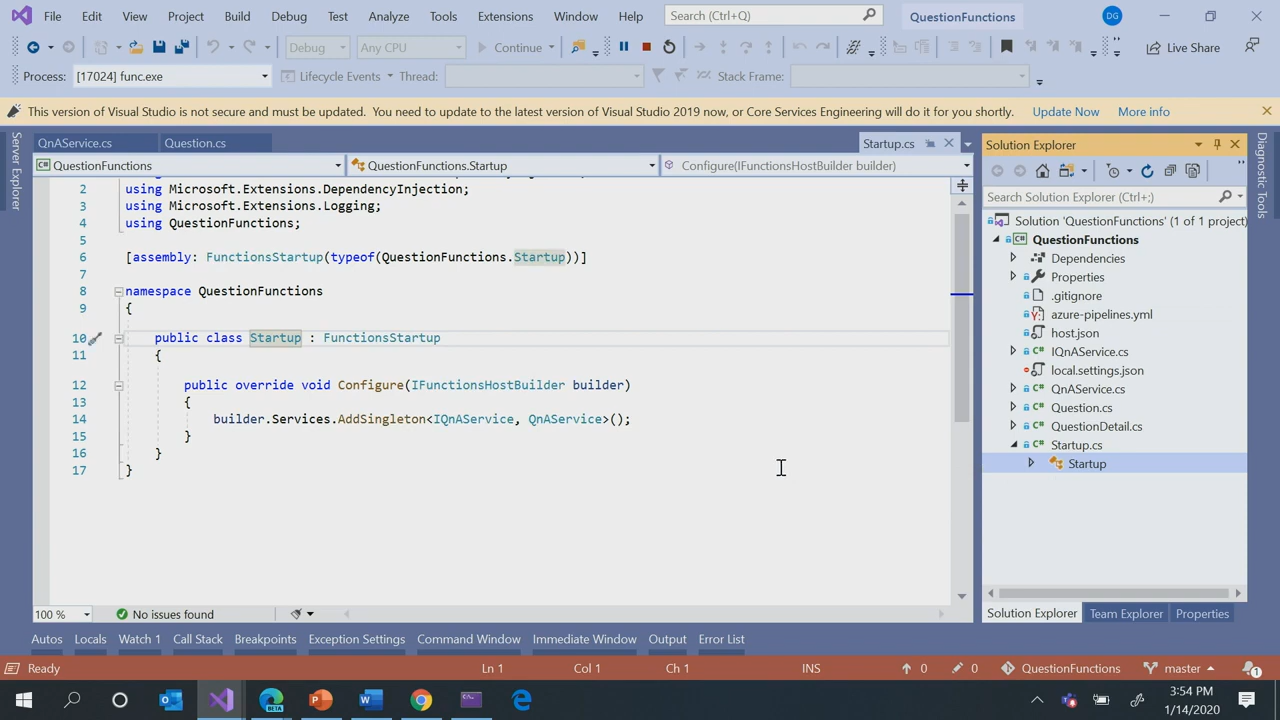 File Edit View Project Build Debug Test Analyze Tools Extensions Window Help Search (Ctrl+Q) QuestionFunctions DG
Debug Any CPU Continue Live Share
Process: [17024] func.exe Lifecycle Events Thread: Stack Frame:
This version of Visual Studio is not secure and must be updated. You need to update to the latest version of Visual Studio 2019 now, or Core Services Engineering will do it for you shortly. Update Now More info
Server Explorer
QnAService.cs Question.cs Startup.cs
QuestionFunctions QuestionFunctions.Startup Configure(IFunctionsHostBuilder builder)
2 using Microsoft.Extensions.DependencyInjection;
3 using Microsoft.Extensions.Logging;
4 using QuestionFunctions;
5
6 [assembly: FunctionsStartup(typeof(QuestionFunctions.Startup))]
7
8 namespace QuestionFunctions
9 {
10 public class Startup : FunctionsStartup
11 {
12 public override void Configure(IFunctionsHostBuilder builder)
13 {
14 builder.Services.AddSingleton<IQnAService, QnAService>();
15 }
16 }
17 }
100 % No issues found
Solution Explorer
Search Solution Explorer (Ctrl+;)
Solution 'QuestionFunctions' (1 of 1 project)
QuestionFunctions
Dependencies
Properties
.gitignore
azure-pipelines.yml
host.json
IQnAService.cs
local.settings.json
QnAService.cs
Question.cs
QuestionDetail.cs
Startup.cs
Startup
Solution Explorer Team Explorer Properties
Diagnostic Tools
Autos Locals Watch 1 Call Stack Breakpoints Exception Settings Command Window Immediate Window Output Error List
Ready Ln 1 Col 1 Ch 1 INS 0 0 QuestionFunctions master 1
BETA
3:54 PM
1/14/2020